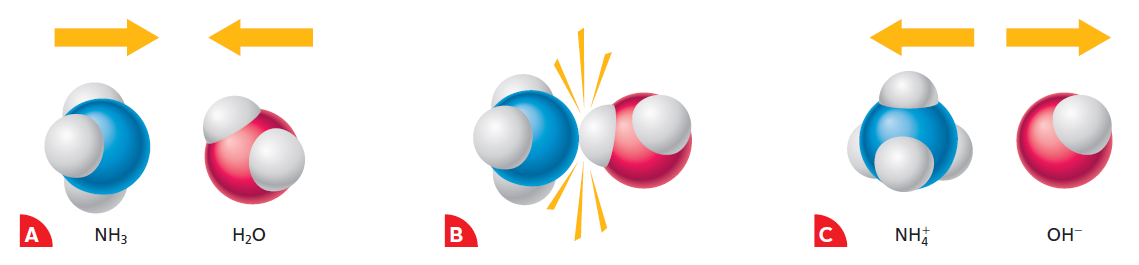 A NH₃ H₂O
B
C NH₄⁺ OH⁻